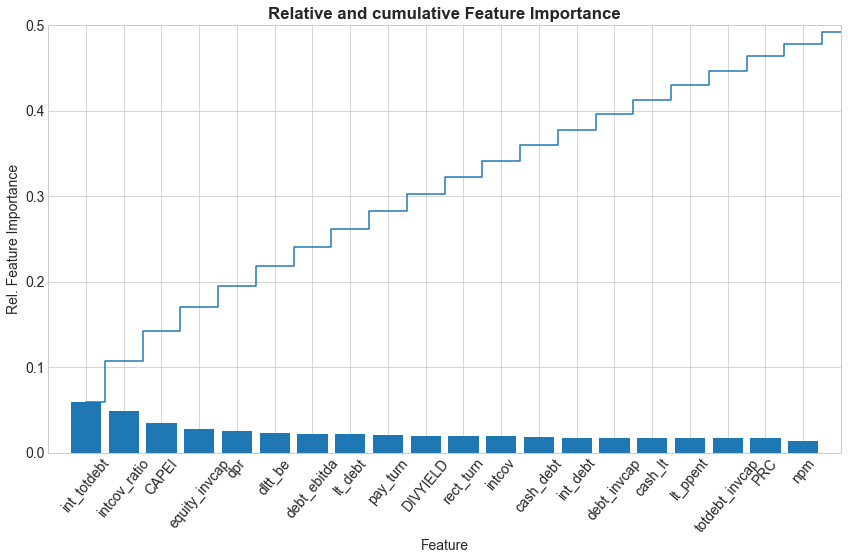 Relative and cumulative Feature Importance
Rel. Feature Importance
0.5
0.4
0.3
0.2
0.1
0.0
int_totdebt
intcov_ratio
CAPEI
equity_invcap
dpr
dltt_be
debt_ebitda
lt_debt
pay_turn
DIVYIELD
rect_turn
intcov
cash_debt
int_debt
debt_invcap
cash_lt
lt_ppent
totdebt_invcap
PRC
npm
Feature